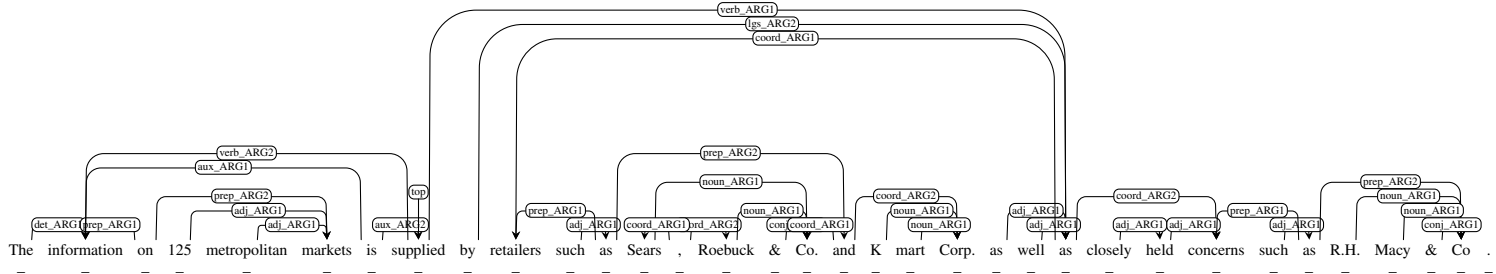 verb_ARG1
lgs_ARG2
coord_ARG1
verb_ARG2 prep_ARG2
aux_ARG1
noun_ARG1 prep_ARG2
top
prep_ARG2 coord_ARG2 coord_ARG2 noun_ARG1
adj_ARG1 prep_ARG1 noun_ARG1 noun_ARG1 adj_ARG1 prep_ARG1 noun_ARG1
det_ARG1 prep_ARG1 adj_ARG1 aux_ARG2 adj_ARG1 coord_ARG1 coord_ARG1 noun_ARG1 adj_ARG1 adj_ARG1 adj_ARG1 adj_ARG1 conj_ARG1
The information on 125 metropolitan markets is supplied by retailers such as Sears , Roebuck & Co. and K mart Corp. as well as closely held concerns such as R.H. Macy & Co .
_ _ _ _ _ _ _ _ _ _ _ _ _ _ _ _ _ _ _ _ _ _ _ _ _ _ _ _ _ _ _ _ _ _